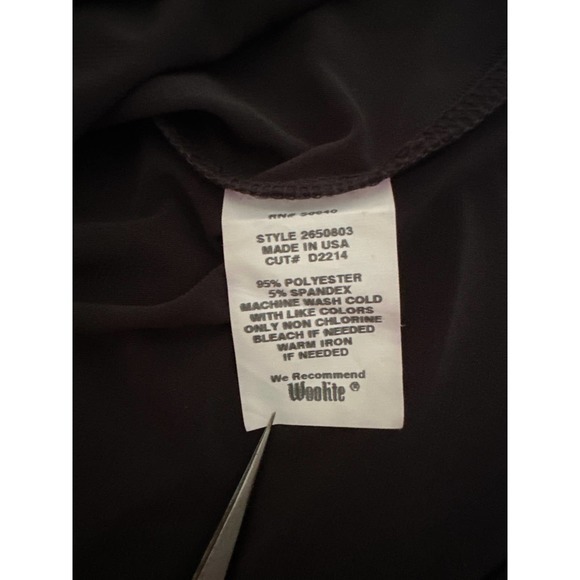 RN#
STYLE 2650803
MADE IN USA
CUT# D2214
95% POLYESTER
5% SPANDEX
MACHINE WASH COLD
WITH LIKE COLORS
ONLY NON CHLORINE
BLEACH IF NEEDED
WARM IRON
IF NEEDED
We Recommend
Woolite ®